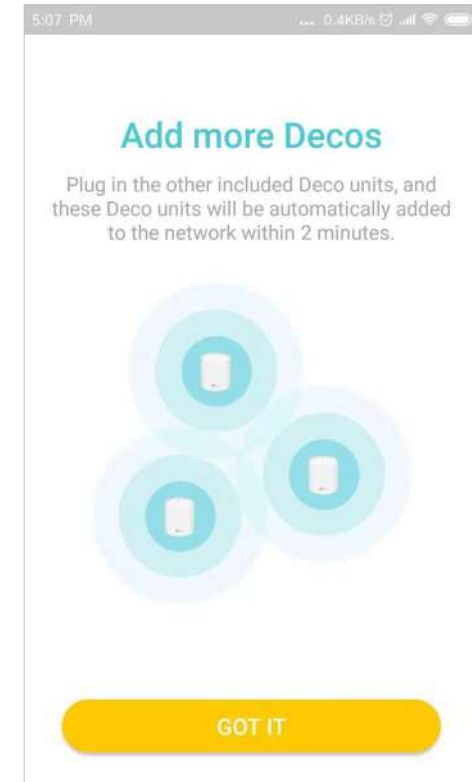 5:07 PM ... 0.4KB/s
Add more Decos
Plug in the other included Deco units, and
these Deco units will be automatically added
to the network within 2 minutes.
GOT IT